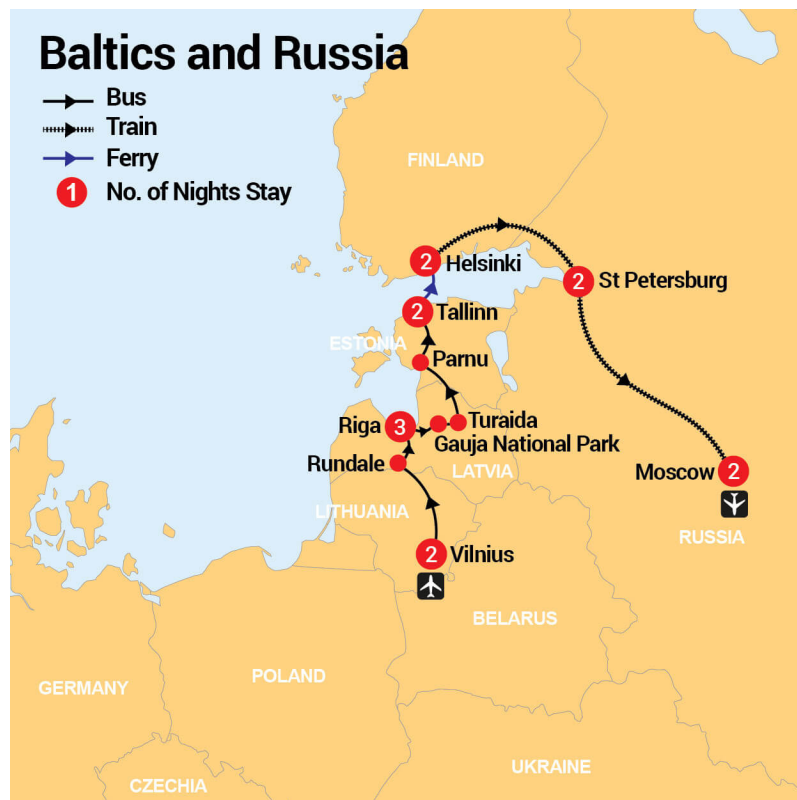 Baltics and Russia
Bus
Train
Ferry
1 No. of Nights Stay
FINLAND
2 Helsinki
2 St Petersburg
2 Tallinn
ESTONIA
Parnu
Riga 3
Turaida
Gauja National Park
Rundale
LATVIA
Moscow 2
LITHUANIA
RUSSIA
2 Vilnius
BELARUS
POLAND
GERMANY
UKRAINE
CZECHIA